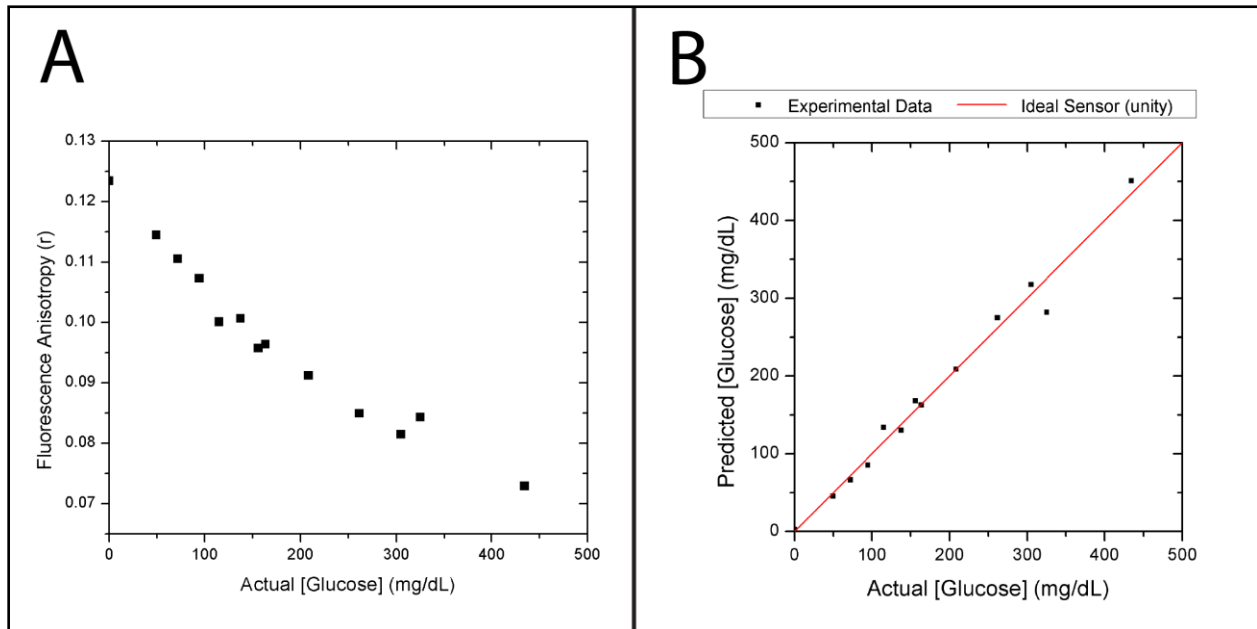 A
0.13
0.12
0.11
0.10
0.09
0.08
0.07
Fluorescence Anisotropy (r)
0 100 200 300 400 500
Actual [Glucose] (mg/dL)
B
Experimental Data Ideal Sensor (unity)
500
400
300
200
100
0
Predicted [Glucose] (mg/dL)
0 100 200 300 400 500
Actual [Glucose] (mg/dL)